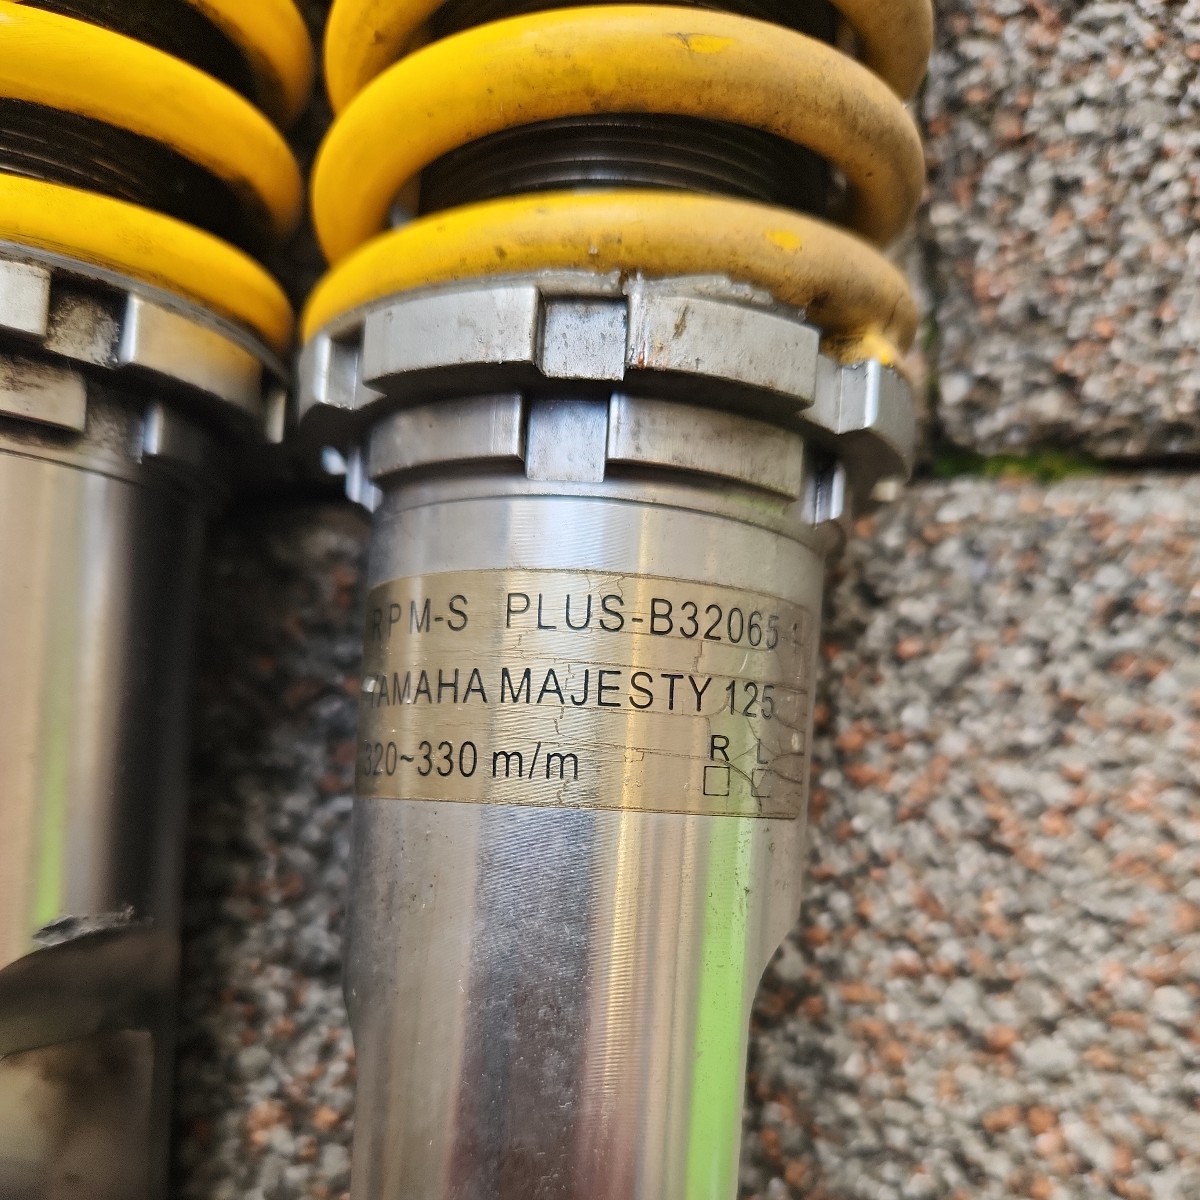 RPM-S PLUS-B32065
YAMAHA MAJESTY 125
320~330 m/m
R L